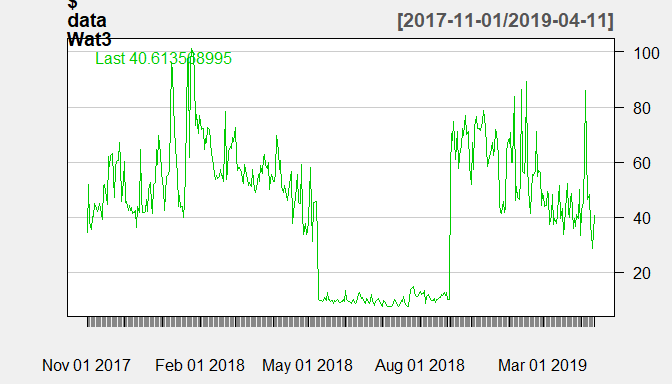 $
data
Wat3
[2017-11-01/2019-04-11]
Last 40.613568995
100
80
60
40
20
Nov 01 2017
Feb 01 2018
May 01 2018
Aug 01 2018
Mar 01 2019